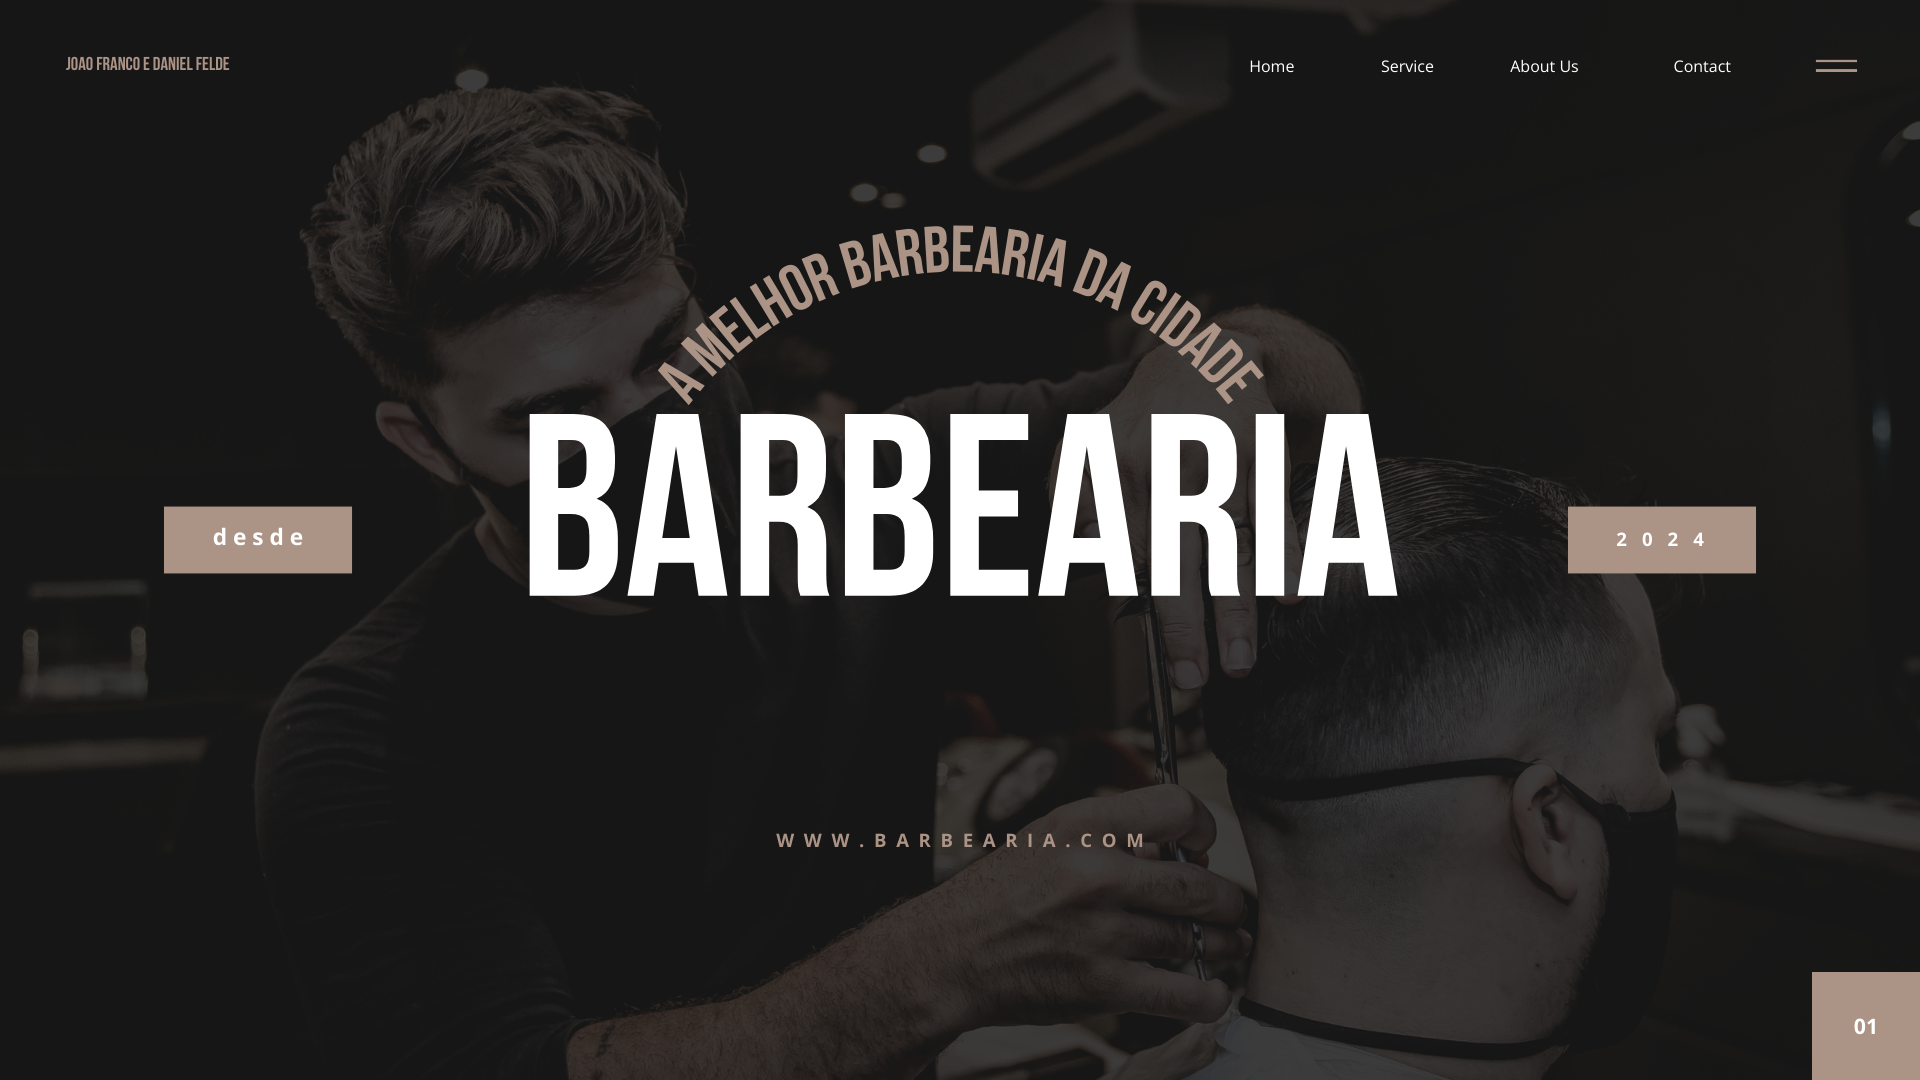 JOAO FRANCO E DANIEL FELDE
Home
Service
About Us
Contact
A MELHOR BARBEARIA DA CIDADE
BARBEARIA
desde
2024
WWW.BARBEARIA.COM
01